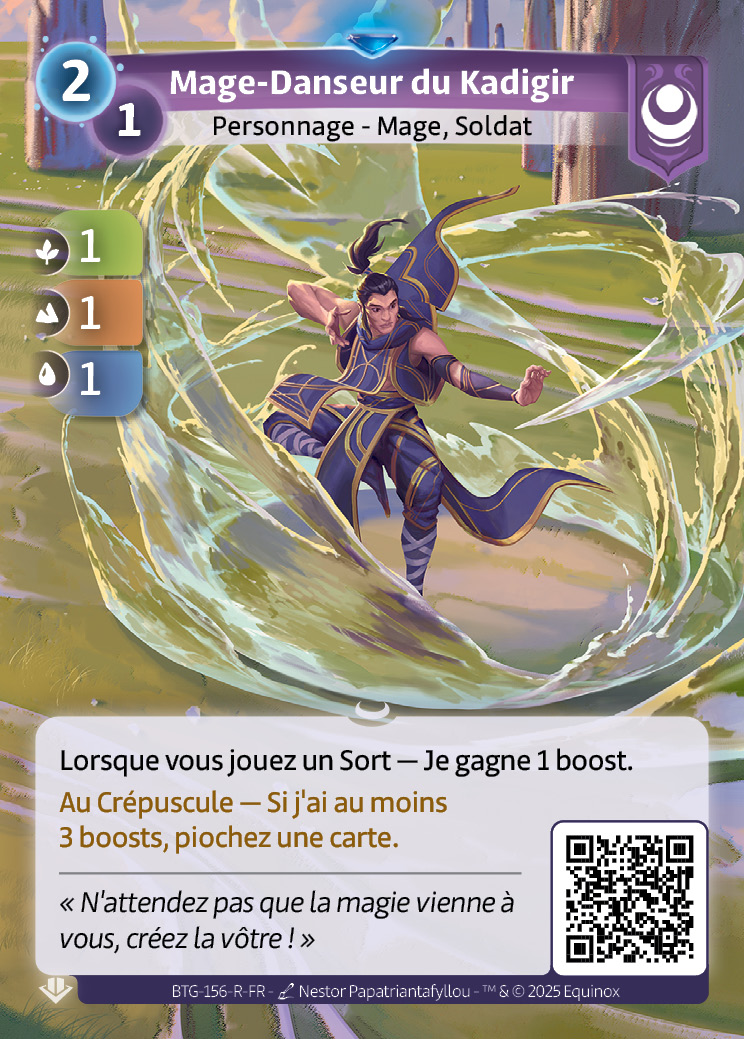 2
Mage-Danseur du Kadigir
1
Personnage - Mage, Soldat
1
1
1
Lorsque vous jouez un Sort — Je gagne 1 boost.
Au Crépuscule — Si j'ai au moins
3 boosts, piochez une carte.
« N'attendez pas que la magie vienne à
vous, créez la vôtre ! »
BTG-156-R-FR - Nestor Papatriantafyllou - ™ & © 2025 Equinox